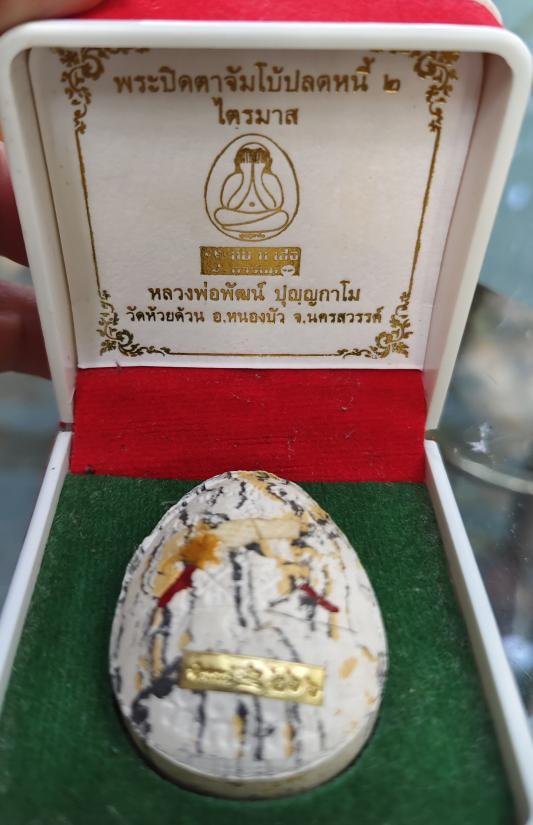 พระปิดตาจัมโบ้ปลดหนี้ ๒
ไตรมาส
หลวงพ่อพัฒน์ ปุญฺญกาโม
วัดห้วยด้วน อ.หนองบัว จ.นครสวรรค์